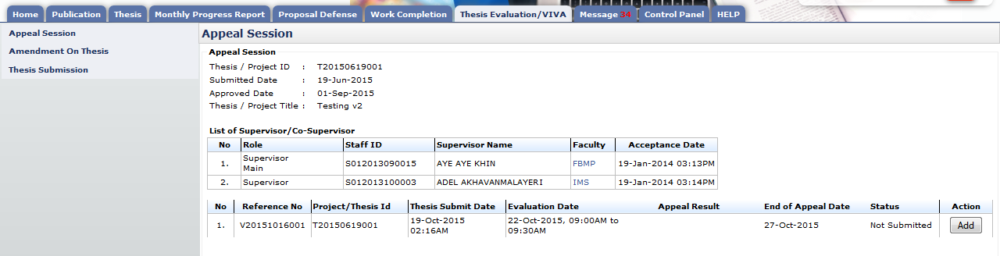 Home Publication Thesis Monthly Progress Report Proposal Defense Work Completion Thesis Evaluation/VIVA Message 34 Control Panel HELP
Appeal Session
Amendment On Thesis
Thesis Submission
Appeal Session
Appeal Session
Thesis / Project ID : T20150619001
Submitted Date : 19-Jun-2015
Approved Date : 01-Sep-2015
Thesis / Project Title : Testing v2
List of Supervisor/Co-Supervisor
No Role Staff ID Supervisor Name Faculty Acceptance Date
1. Supervisor Main S012013090015 AYE AYE KHIN FBMP 19-Jan-2014 03:13PM
2. Supervisor S012013100003 ADEL AKHAVANMALAYERI IMS 19-Jan-2014 03:14PM
No Reference No Project/Thesis Id Thesis Submit Date Evaluation Date Appeal Result End of Appeal Date Status Action
1. V20151016001 T20150619001 19-Oct-2015 02:16AM 22-Oct-2015, 09:00AM to 09:30AM 27-Oct-2015 Not Submitted Add